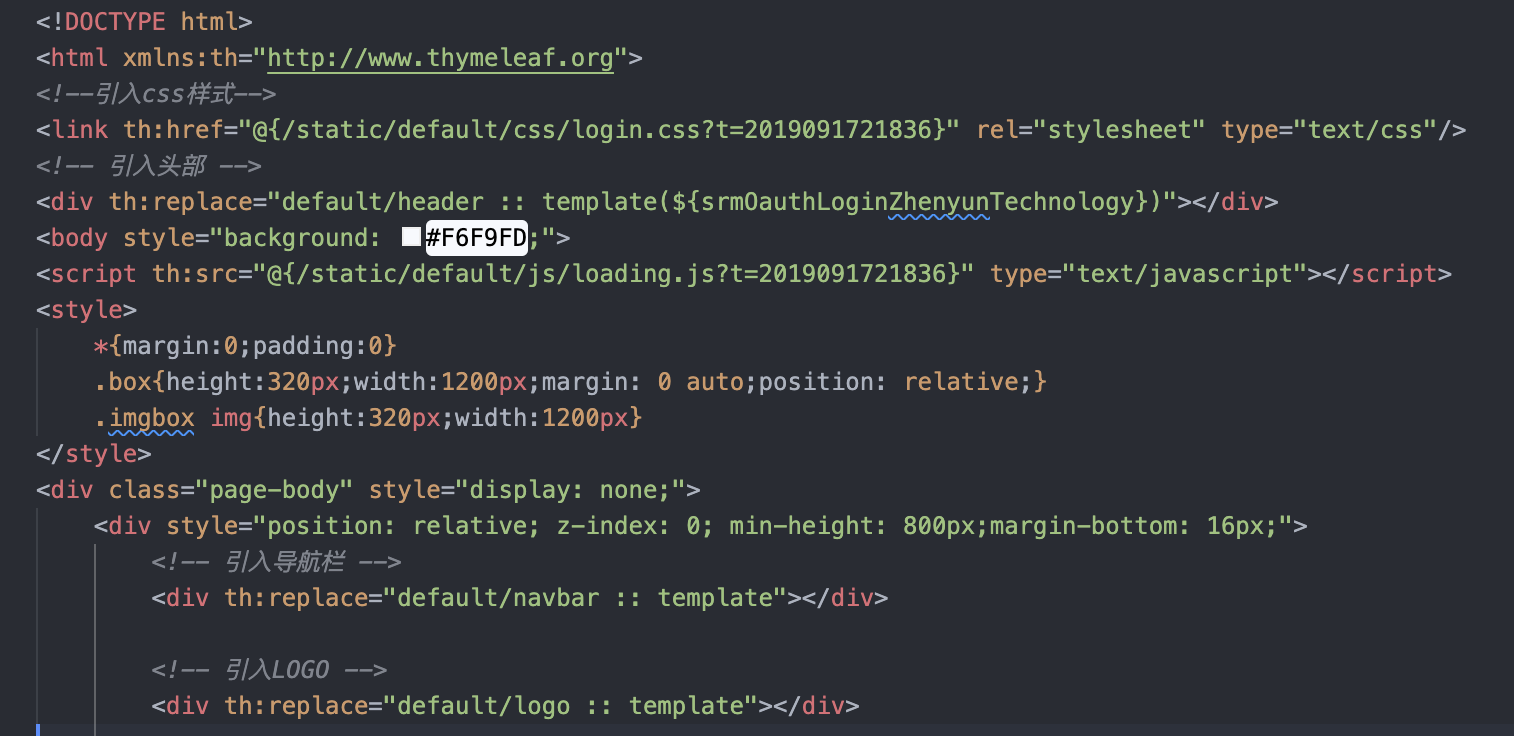 <!DOCTYPE html>
<html xmlns:th="http://www.thymeleaf.org">
<!--引入css样式-->
<link th:href="@{/static/default/css/login.css?t=2019091721836}" rel="stylesheet" type="text/css"/>
<!-- 引入头部 -->
<div th:replace="default/header :: template(${srmOauthLoginZhenyunTechnology})"></div>
<body style="background: #F6F9FD;">
<script th:src="@{/static/default/js/loading.js?t=2019091721836}" type="text/javascript"></script>
<style>
    *{margin:0;padding:0}
    .box{height:320px;width:1200px;margin: 0 auto;position: relative;}
    .imgbox img{height:320px;width:1200px}
</style>
<div class="page-body" style="display: none;">
    <div style="position: relative; z-index: 0; min-height: 800px;margin-bottom: 16px;">
        <!-- 引入导航栏 -->
        <div th:replace="default/navbar :: template"></div>
        <!-- 引入LOGO -->
        <div th:replace="default/logo :: template"></div>